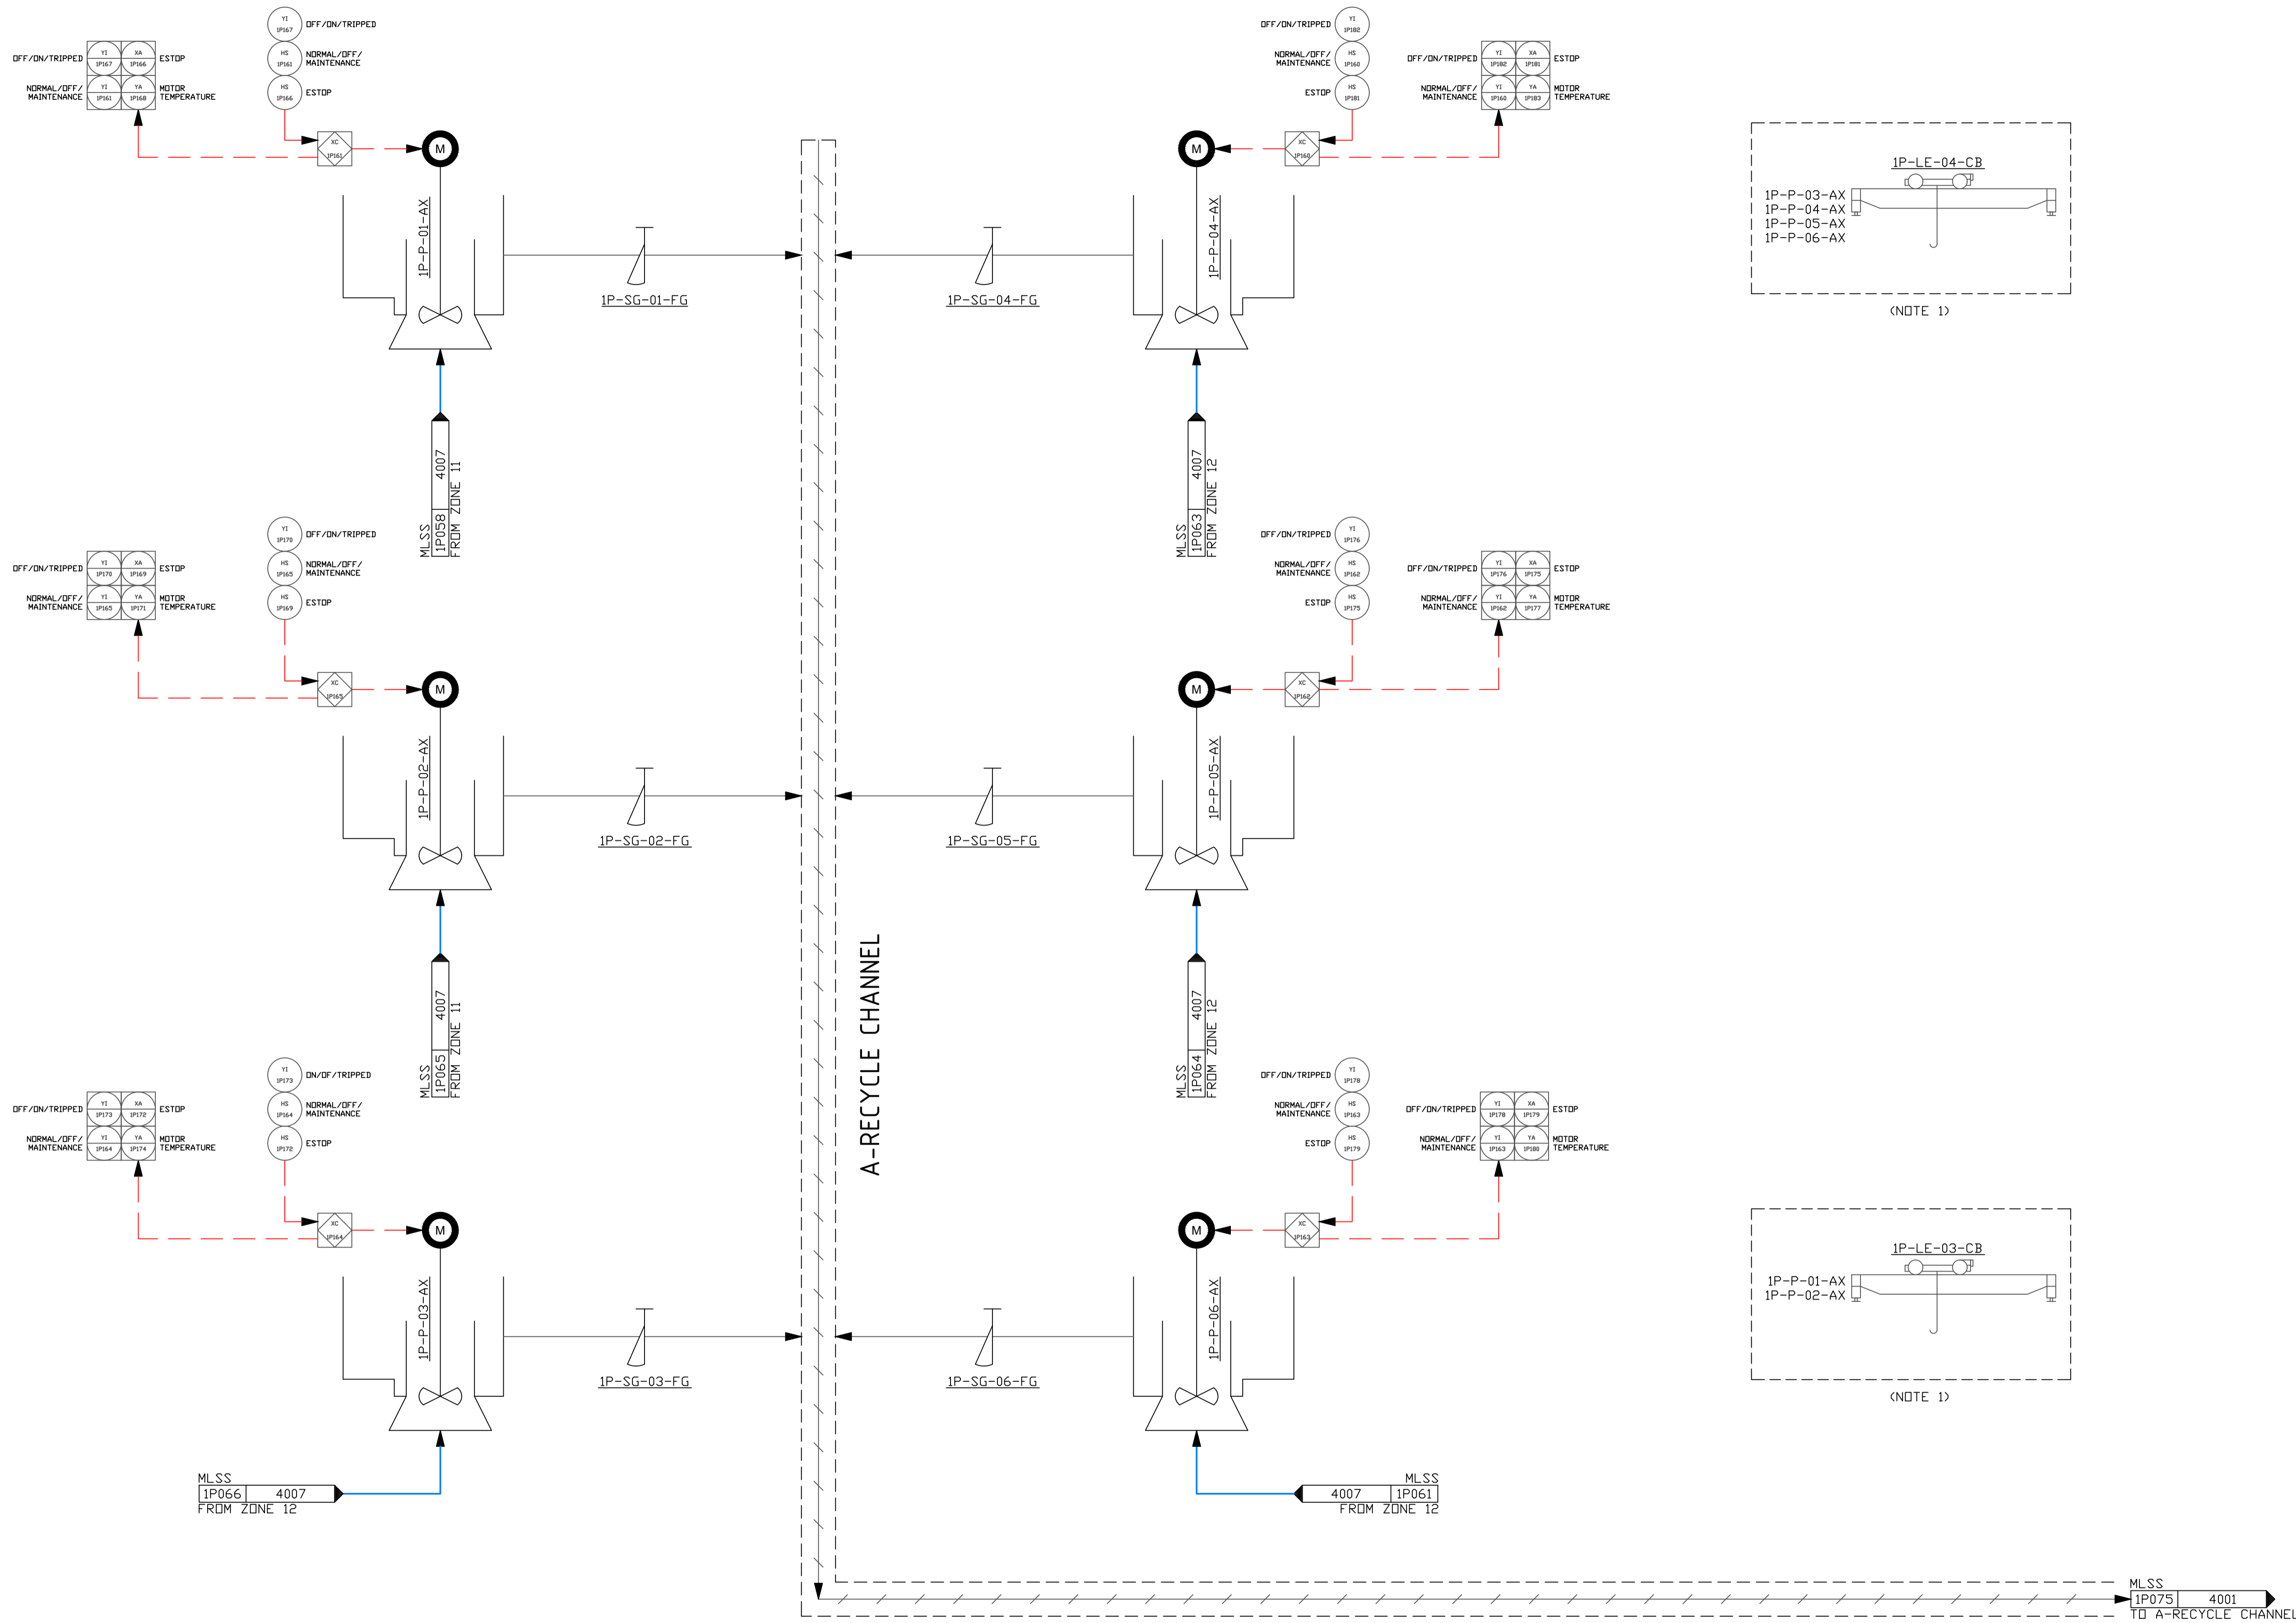 YI
1P167
OFF/ON/TRIPPED
HS
1P161
NORMAL/OFF/
MAINTENANCE
HS
1P166
ESTOP
OFF/ON/TRIPPED
YI
1P167
XA
1P166
ESTOP
NORMAL/OFF/
MAINTENANCE
YI
1P161
YA
1P168
MOTOR
TEMPERATURE
XC
1P161
M
1P-P-01-AX
1P-SG-01-FG
MLSS
1P058 4007
FROM ZONE 11
OFF/ON/TRIPPED
YI
1P182
NORMAL/OFF/
MAINTENANCE
HS
1P160
ESTOP
HS
1P181
OFF/ON/TRIPPED
YI
1P182
XA
1P181
ESTOP
NORMAL/OFF/
MAINTENANCE
YI
1P160
YA
1P183
MOTOR
TEMPERATURE
XC
1P160
M
1P-P-04-AX
1P-SG-04-FG
MLSS
1P063 4007
FROM ZONE 12
1P-LE-04-CB
1P-P-03-AX
1P-P-04-AX
1P-P-05-AX
1P-P-06-AX
(NOTE 1)
YI
1P170
OFF/ON/TRIPPED
HS
1P165
NORMAL/OFF/
MAINTENANCE
HS
1P169
ESTOP
OFF/ON/TRIPPED
YI
1P170
XA
1P169
ESTOP
NORMAL/OFF/
MAINTENANCE
YI
1P165
YA
1P171
MOTOR
TEMPERATURE
XC
1P165
M
1P-P-02-AX
1P-SG-02-FG
MLSS
1P065 4007
FROM ZONE 11
OFF/ON/TRIPPED
YI
1P176
NORMAL/OFF/
MAINTENANCE
HS
1P162
ESTOP
HS
1P175
OFF/ON/TRIPPED
YI
1P176
XA
1P175
ESTOP
NORMAL/OFF/
MAINTENANCE
YI
1P162
YA
1P177
MOTOR
TEMPERATURE
XC
1P162
M
1P-P-05-AX
1P-SG-05-FG
MLSS
1P064 4007
FROM ZONE 12
A-RECYCLE CHANNEL
YI
1P173
ON/OF/TRIPPED
HS
1P164
NORMAL/OFF/
MAINTENANCE
HS
1P172
ESTOP
OFF/ON/TRIPPED
YI
1P173
XA
1P172
ESTOP
NORMAL/OFF/
MAINTENANCE
YI
1P164
YA
1P174
MOTOR
TEMPERATURE
XC
1P164
M
1P-P-03-AX
1P-SG-03-FG
MLSS
1P066 4007
FROM ZONE 12
OFF/ON/TRIPPED
YI
1P178
NORMAL/OFF/
MAINTENANCE
HS
1P163
ESTOP
HS
1P179
OFF/ON/TRIPPED
YI
1P178
XA
1P179
ESTOP
NORMAL/OFF/
MAINTENANCE
YI
1P163
YA
1P180
MOTOR
TEMPERATURE
XC
1P163
M
1P-P-06-AX
1P-SG-06-FG
MLSS
4007 1P061
FROM ZONE 12
1P-LE-03-CB
1P-P-01-AX
1P-P-02-AX
(NOTE 1)
MLSS
1P075 4001
TO A-RECYCLE CHANNEL